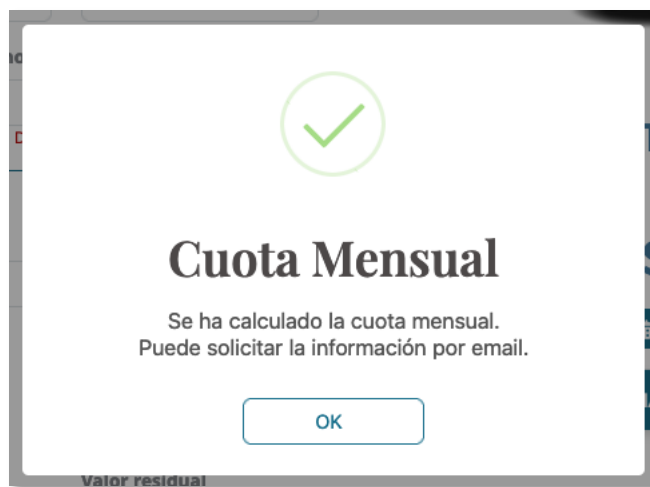 Cuota Mensual
Se ha calculado la cuota mensual.
Puede solicitar la información por email.
OK
Valor residual